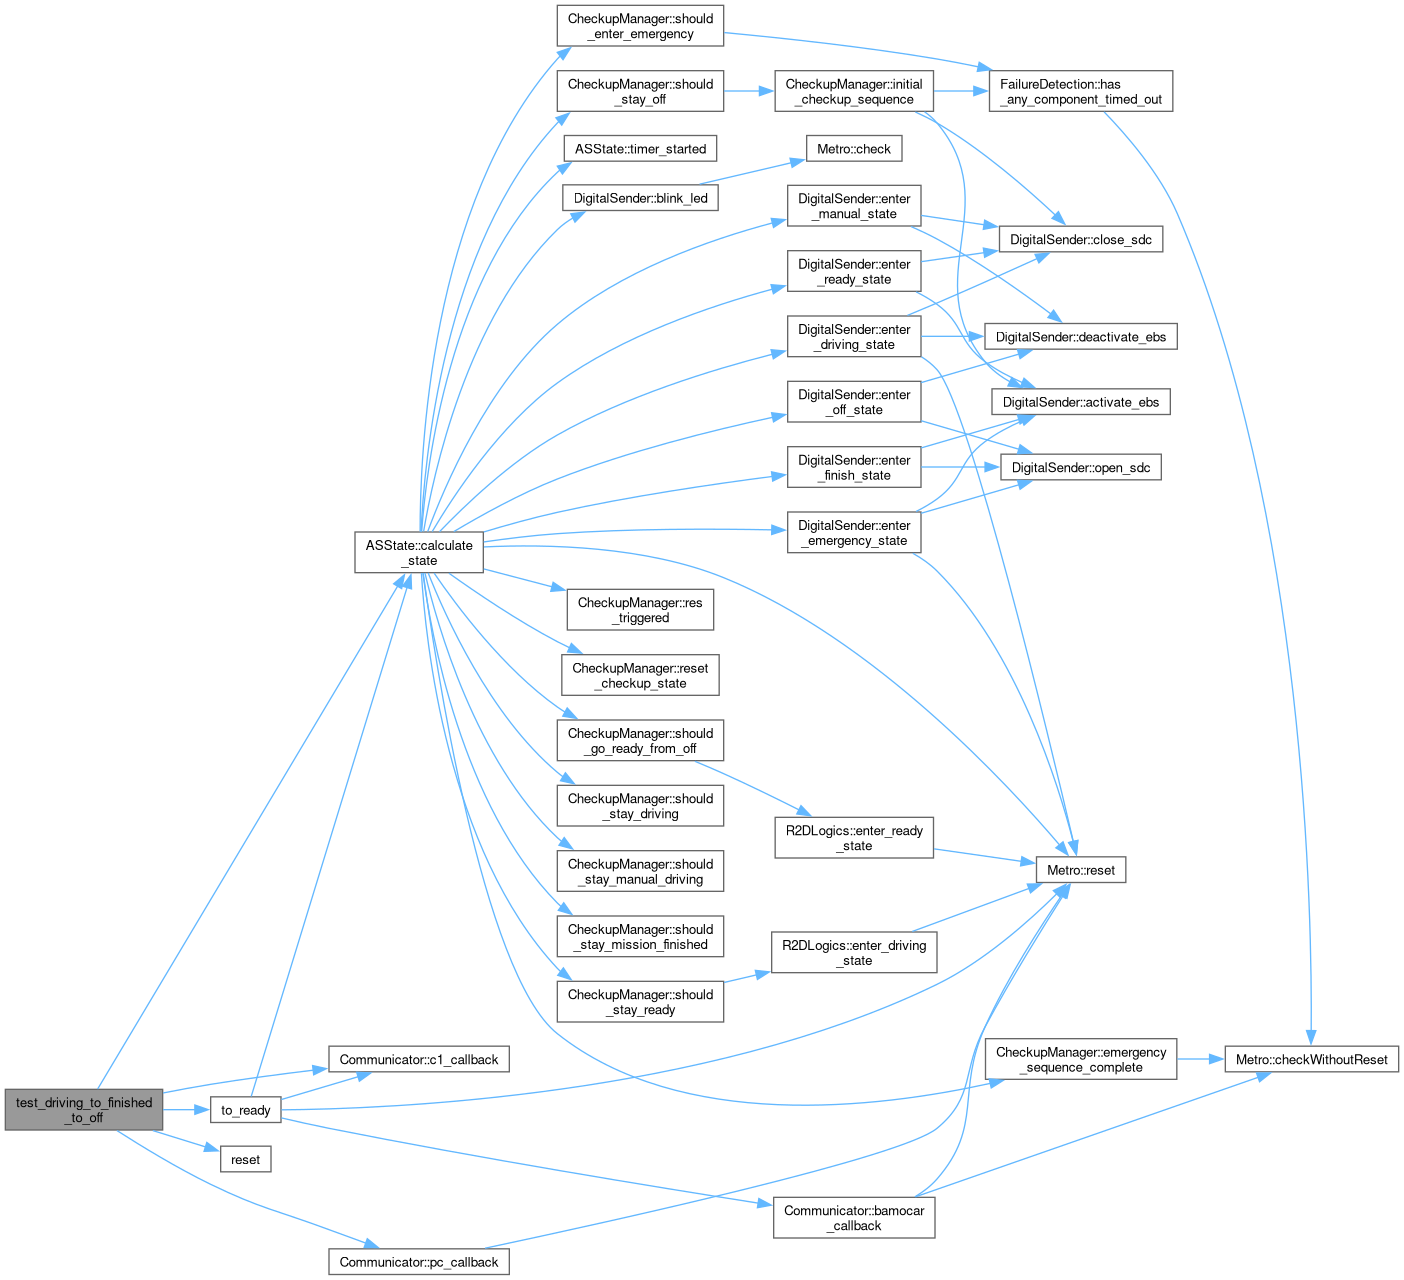 CheckupManager::should
_enter_emergency
CheckupManager::should
_stay_off
CheckupManager::initial
_checkup_sequence
FailureDetection::has
_any_component_timed_out
ASState::timer_started
Metro::check
DigitalSender::blink_led
DigitalSender::enter
_manual_state
DigitalSender::close_sdc
DigitalSender::enter
_ready_state
DigitalSender::enter
_driving_state
DigitalSender::deactivate_ebs
DigitalSender::enter
_off_state
DigitalSender::activate_ebs
DigitalSender::enter
_finish_state
DigitalSender::open_sdc
DigitalSender::enter
_emergency_state
ASState::calculate
_state
CheckupManager::res
_triggered
CheckupManager::reset
_checkup_state
CheckupManager::should
_go_ready_from_off
CheckupManager::should
_stay_driving
R2DLogics::enter_ready
_state
CheckupManager::should
_stay_manual_driving
Metro::reset
CheckupManager::should
_stay_mission_finished
R2DLogics::enter_driving
_state
CheckupManager::should
_stay_ready
Communicator::c1_callback
CheckupManager::emergency
_sequence_complete
Metro::checkWithoutReset
test_driving_to_finished
_to_off
to_ready
reset
Communicator::bamocar
_callback
Communicator::pc_callback